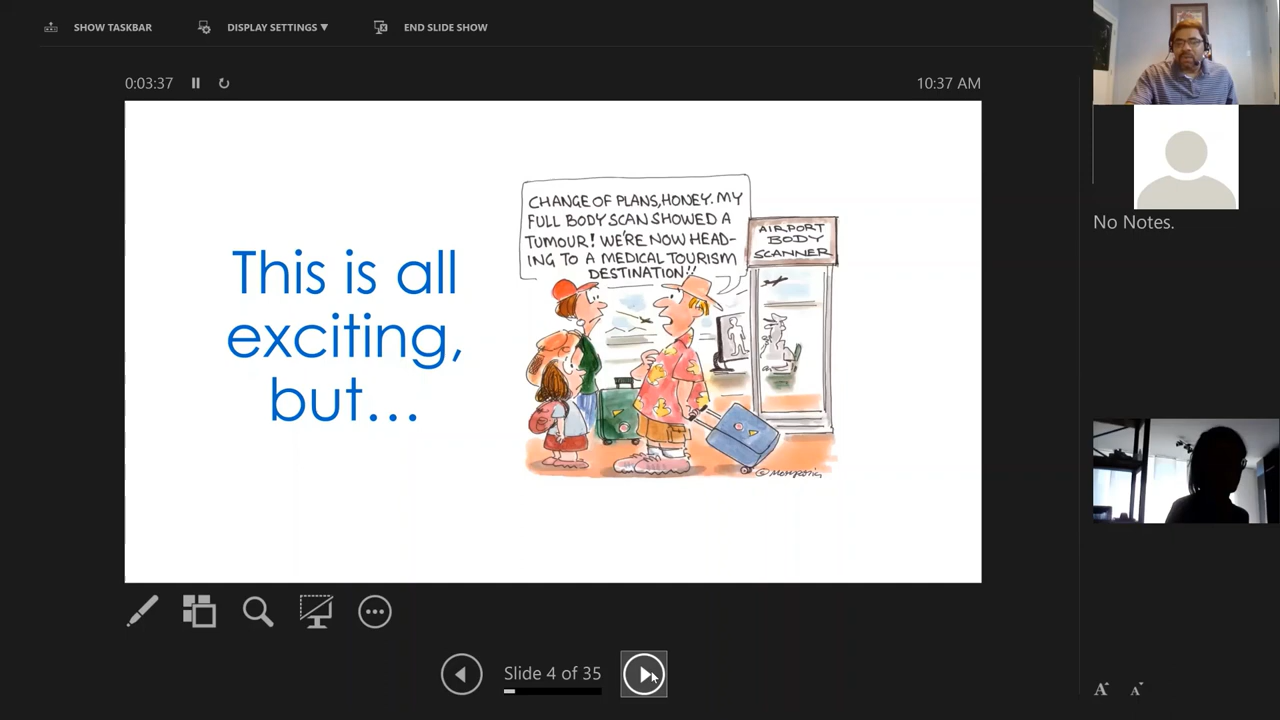 SHOW TASKBAR
DISPLAY SETTINGS ▼
END SLIDE SHOW
0:03:37
10:37 AM
This is all
exciting,
but...
CHANGE OF PLANS, HONEY. MY
FULL BODY SCAN SHOWED A
TUMOUR! WE'RE NOW HEAD-
ING TO A MEDICAL TOURISM
DESTINATION!!
AIRPORT
BODY
SCANNER
No Notes.
Slide 4 of 35